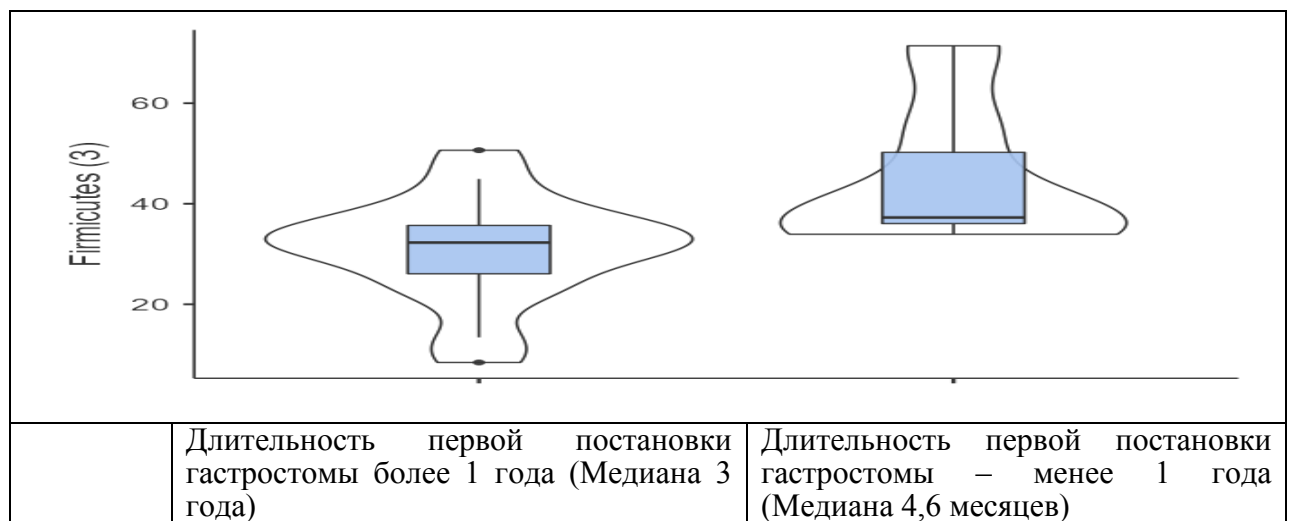 60
40
20
Firmicutes (3)
Длительность первой постановки
гастростомы более 1 года (Медиана 3
года)
Длительность первой постановки
гастростомы – менее 1 года
(Медиана 4,6 месяцев)